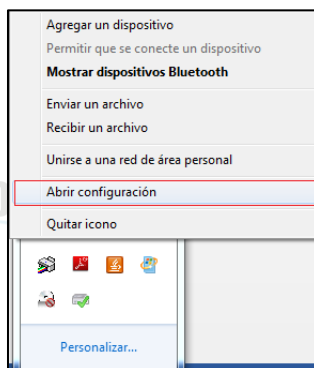 Agregar un dispositivo
Permitir que se conecte un dispositivo
Mostrar dispositivos Bluetooth
Enviar un archivo
Recibir un archivo
Unirse a una red de área personal
Abrir configuración
Quitar icono
Personalizar...